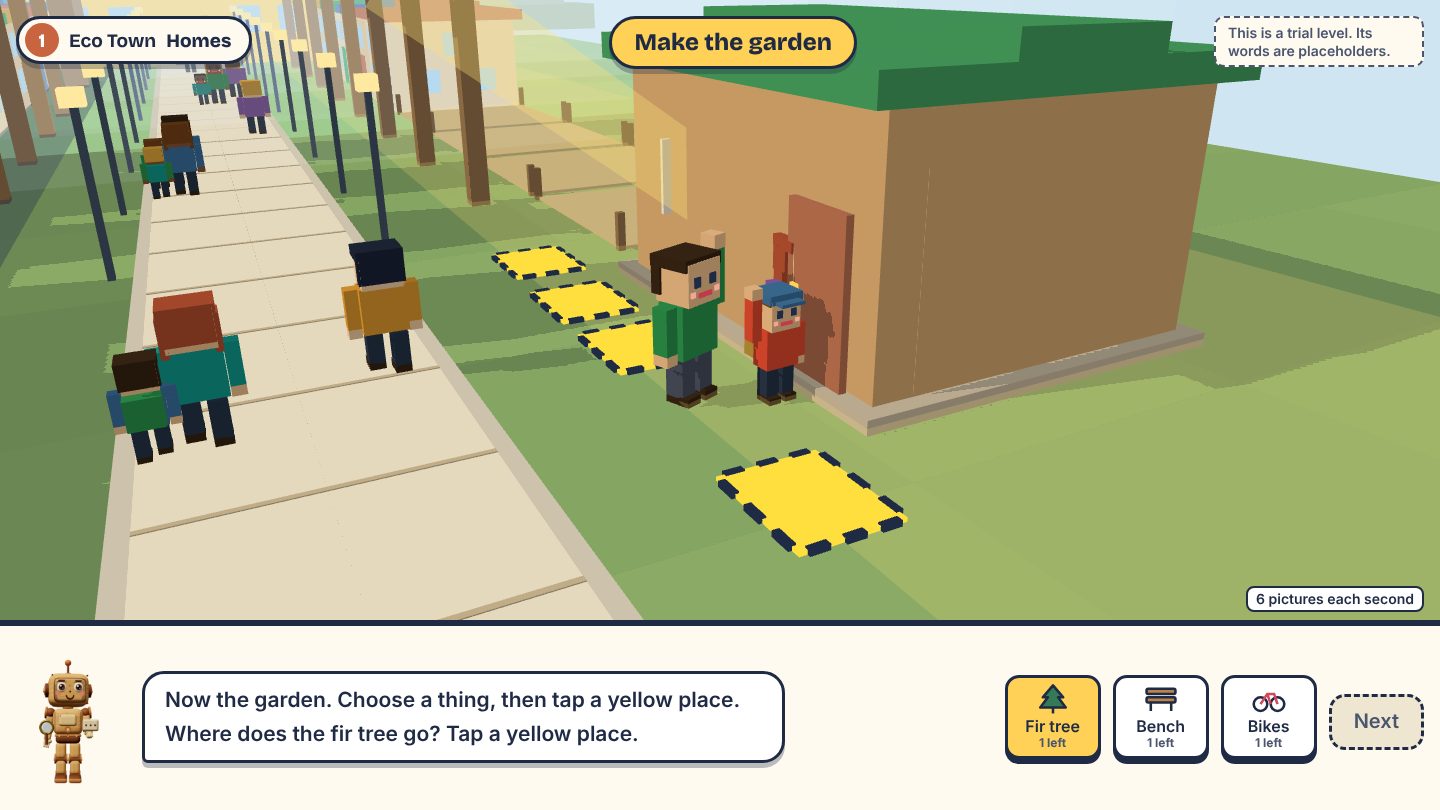 1 Eco Town Homes
Make the garden
This is a trial level. Its
words are placeholders.
6 pictures each second
Now the garden. Choose a thing, then tap a yellow place.
Where does the fir tree go? Tap a yellow place.
Fir tree
1 left
Bench
1 left
Bikes
1 left
Next